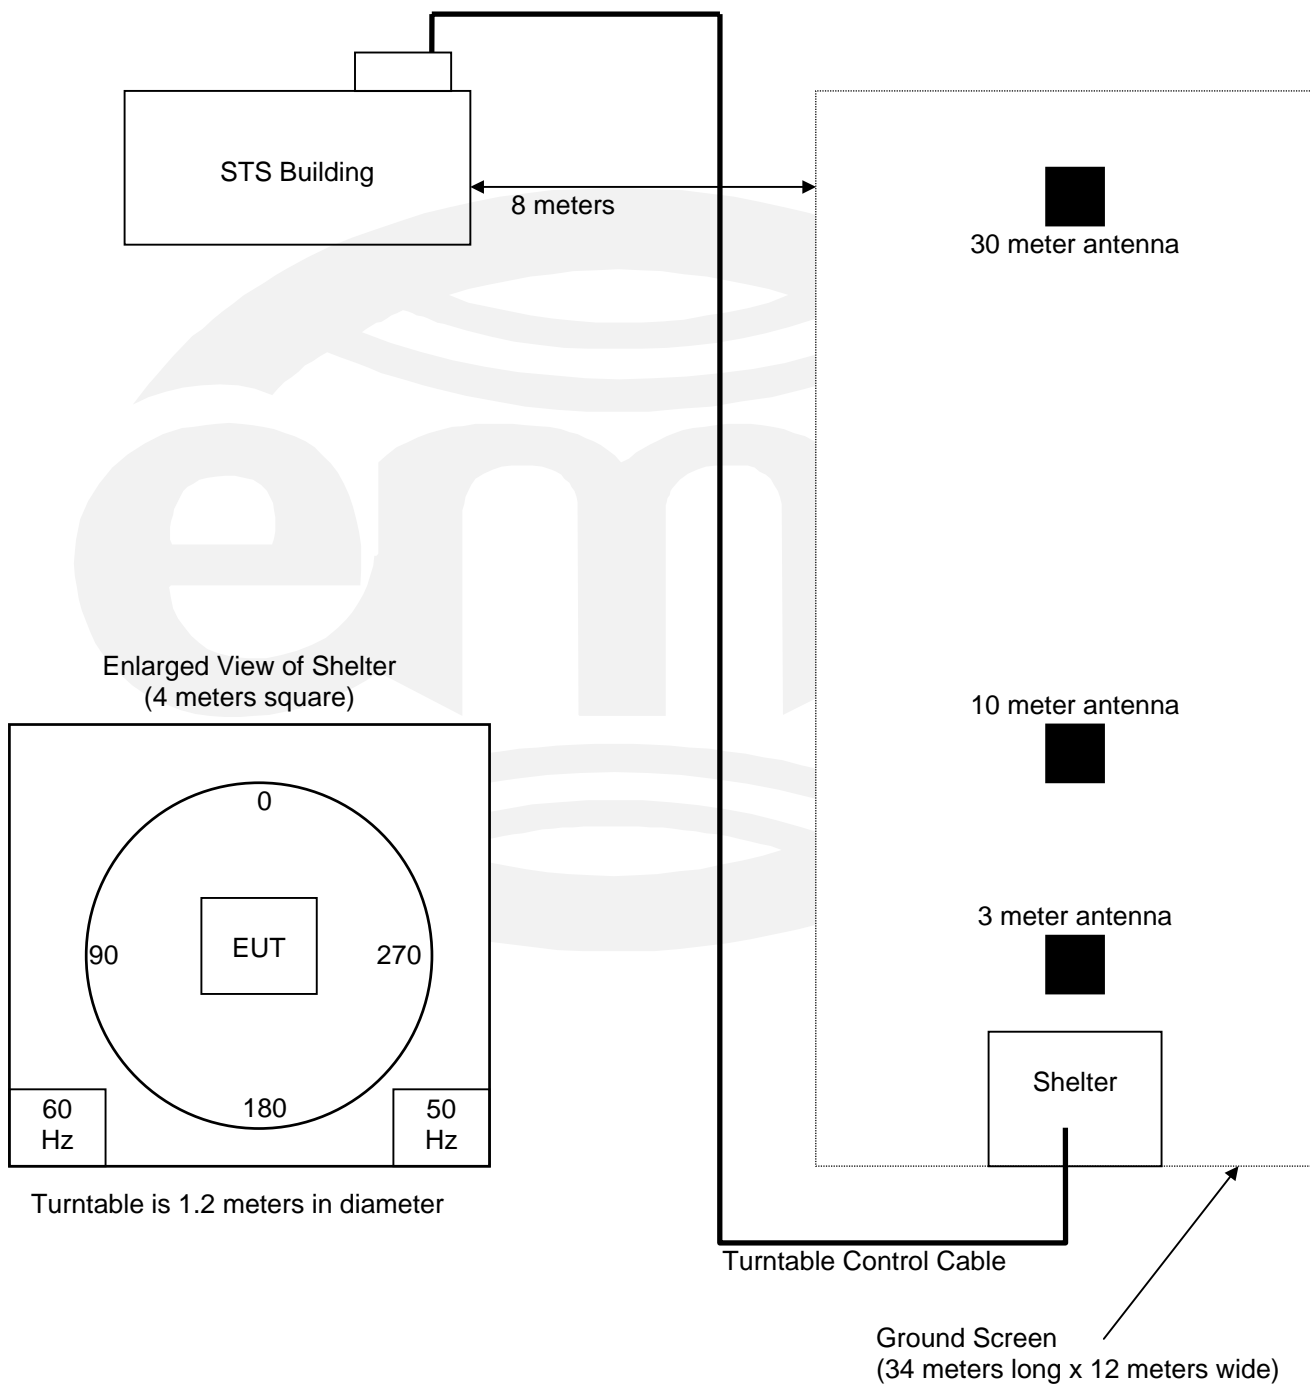 STS Building
8 meters
30 meter antenna
em
Enlarged View of Shelter
(4 meters square)
10 meter antenna
0
3 meter antenna
90
EUT
270
Shelter
60
Hz
180
50
Hz
Turntable is 1.2 meters in diameter
Turntable Control Cable
Ground Screen
(34 meters long x 12 meters wide)